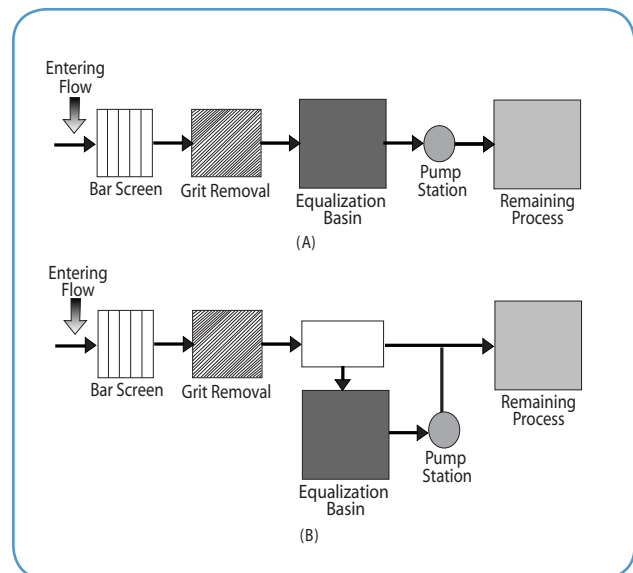 Entering
Flow
Bar Screen
Grit Removal
Equalization
Basin
Pump
Station
Remaining
Process
(A)
Entering
Flow
Bar Screen
Grit Removal
Equalization
Basin
Pump
Station
Remaining
Process
(B)